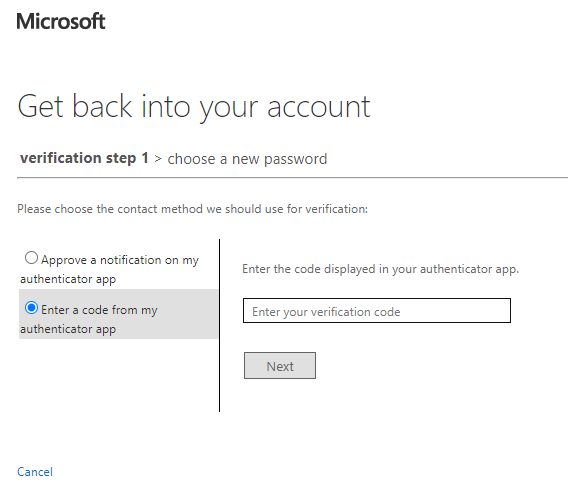 Microsoft
Get back into your account
verification step 1 > choose a new password
Please choose the contact method we should use for verification:
Approve a notification on my
authenticator app
Enter a code from my
authenticator app
Enter the code displayed in your authenticator app.
Enter your verification code
Next
Cancel